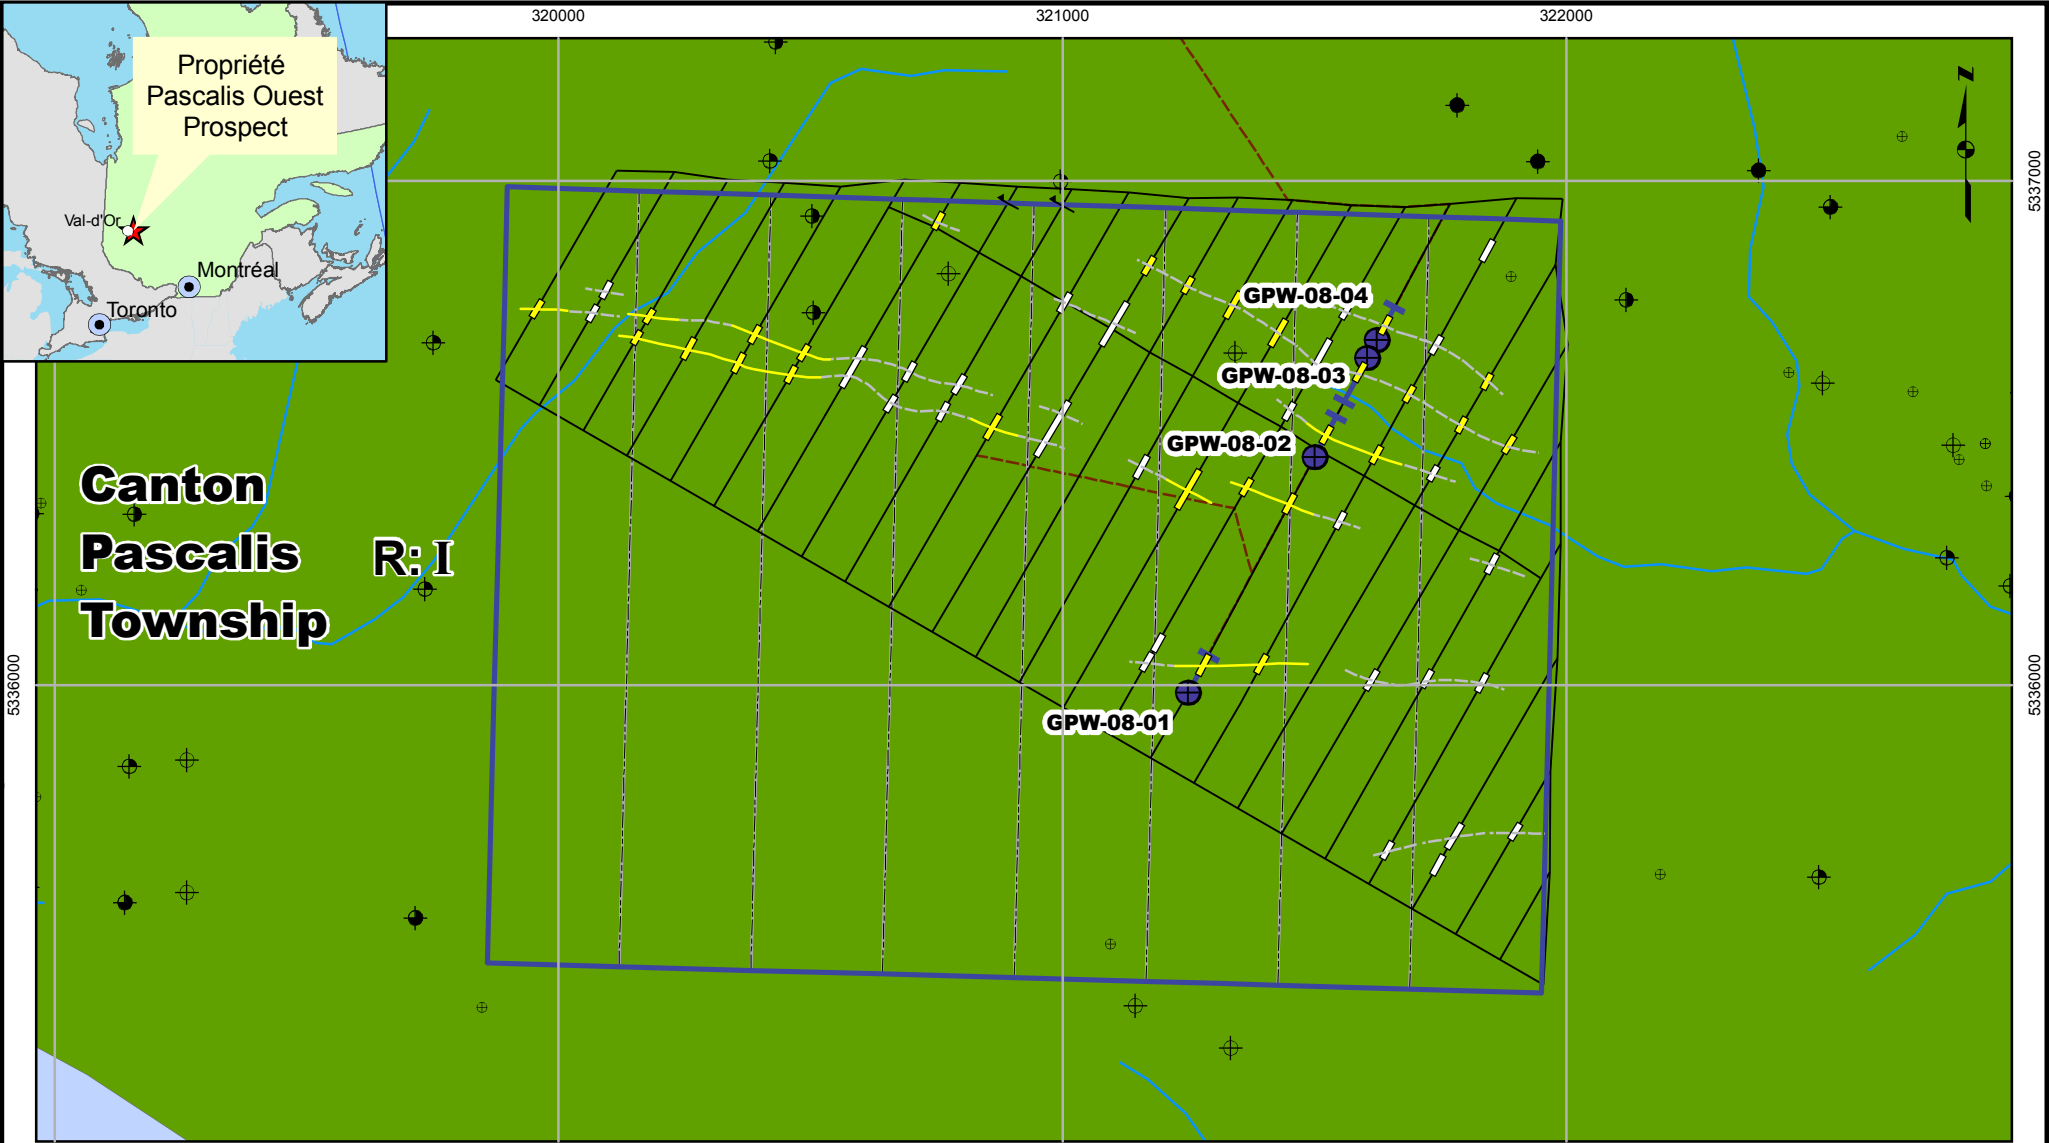 320000
321000
322000
Propriété
Pascalis Ouest
Prospect
N
Val-d'Or
Montréal
Toronto
5337000
GPW-08-04
GPW-08-03
GPW-08-02
Canton
Pascalis
Township
R: I
5336000
5336000
GPW-08-01